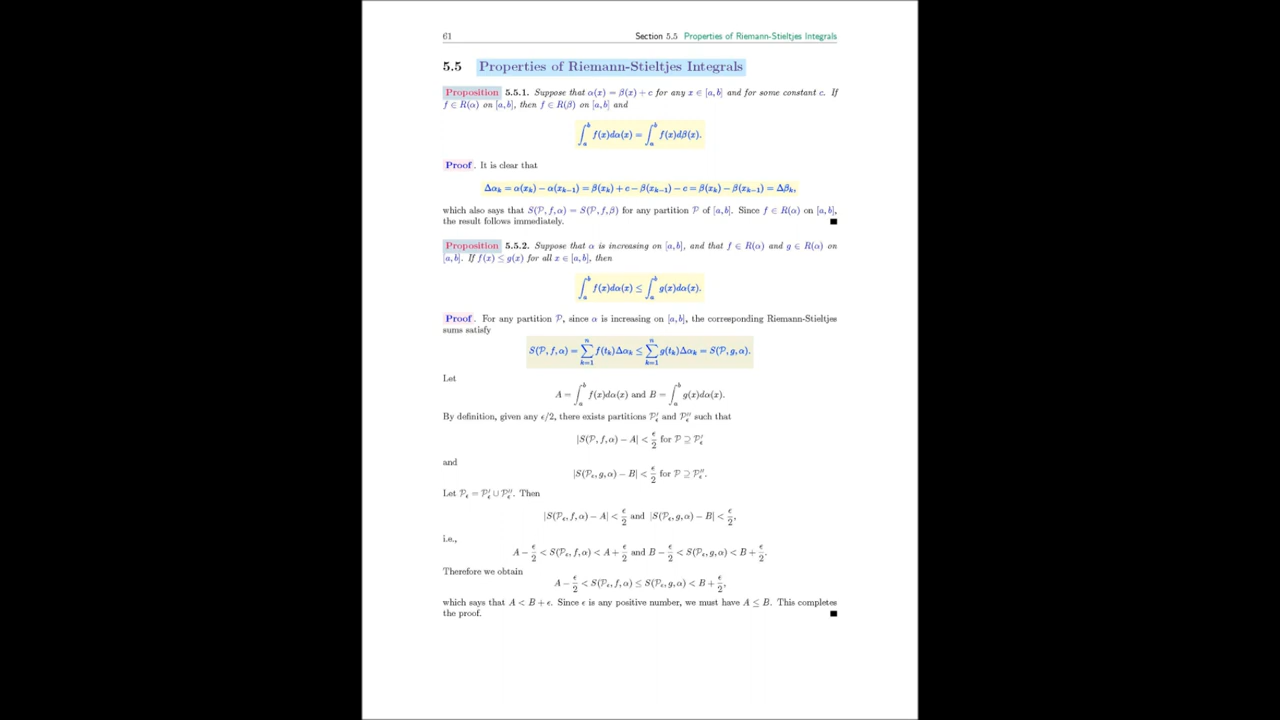 61 Section 5.5 Properties of Riemann-Stieltjes Integrals
5.5 Properties of Riemann-Stieltjes Integrals
Proposition 5.5.1. Suppose that α(x) = β(x) + c for any x ∈ [a, b] and for some constant c. If
f ∈ R(α) on [a, b], then f ∈ R(β) on [a, b] and
∫_a^b f(x)dα(x) = ∫_a^b f(x)dβ(x).
Proof. It is clear that
Δα_k = α(x_k) − α(x_{k−1}) = β(x_k) + c − β(x_{k−1}) − c = β(x_k) − β(x_{k−1}) = Δβ_k,
which also says that S(P, f, α) = S(P, f, β) for any partition P of [a, b]. Since f ∈ R(α) on [a, b],
the result follows immediately. ■
Proposition 5.5.2. Suppose that α is increasing on [a, b], and that f ∈ R(α) and g ∈ R(α) on
[a, b]. If f(x) ≤ g(x) for all x ∈ [a, b], then
∫_a^b f(x)dα(x) ≤ ∫_a^b g(x)dα(x).
Proof. For any partition P, since α is increasing on [a, b], the corresponding Riemann-Stieltjes
sums satisfy
S(P, f, α) = ∑_{k=1}^n f(t_k)Δα_k ≤ ∑_{k=1}^n g(t_k)Δα_k = S(P, g, α).
Let
A = ∫_a^b f(x)dα(x) and B = ∫_a^b g(x)dα(x).
By definition, given any ϵ/2, there exists partitions P′_ϵ and P″_ϵ such that
|S(P, f, α) − A| < ϵ/2 for P ⊇ P′_ϵ
and
|S(P_ϵ, g, α) − B| < ϵ/2 for P ⊇ P″_ϵ.
Let P_ϵ = P′_ϵ ∪ P″_ϵ. Then
|S(P_ϵ, f, α) − A| < ϵ/2 and |S(P_ϵ, g, α) − B| < ϵ/2,
i.e.,
A − ϵ/2 < S(P_ϵ, f, α) < A + ϵ/2 and B − ϵ/2 < S(P_ϵ, g, α) < B + ϵ/2.
Therefore we obtain
A − ϵ/2 < S(P_ϵ, f, α) ≤ S(P_ϵ, g, α) < B + ϵ/2,
which says that A < B + ϵ. Since ϵ is any positive number, we must have A ≤ B. This completes
the proof. ■